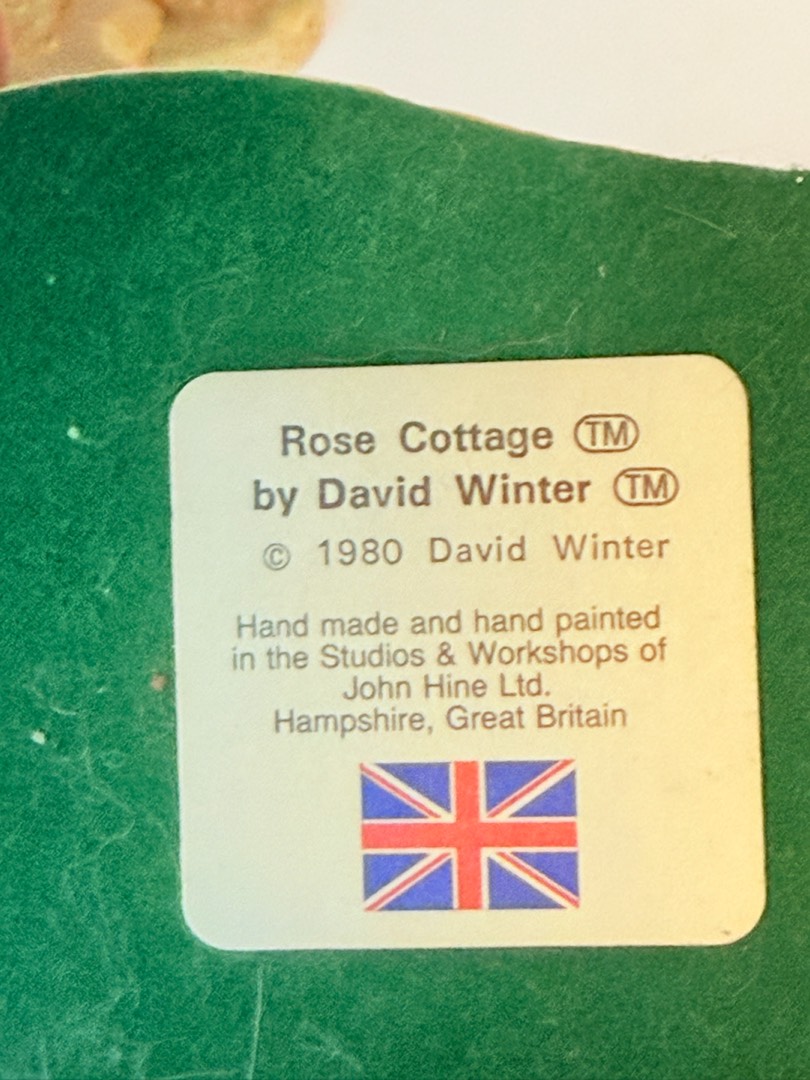 Rose Cottage TM
by David Winter TM
© 1980 David Winter
Hand made and hand painted
in the Studios & Workshops of
John Hine Ltd.
Hampshire, Great Britain